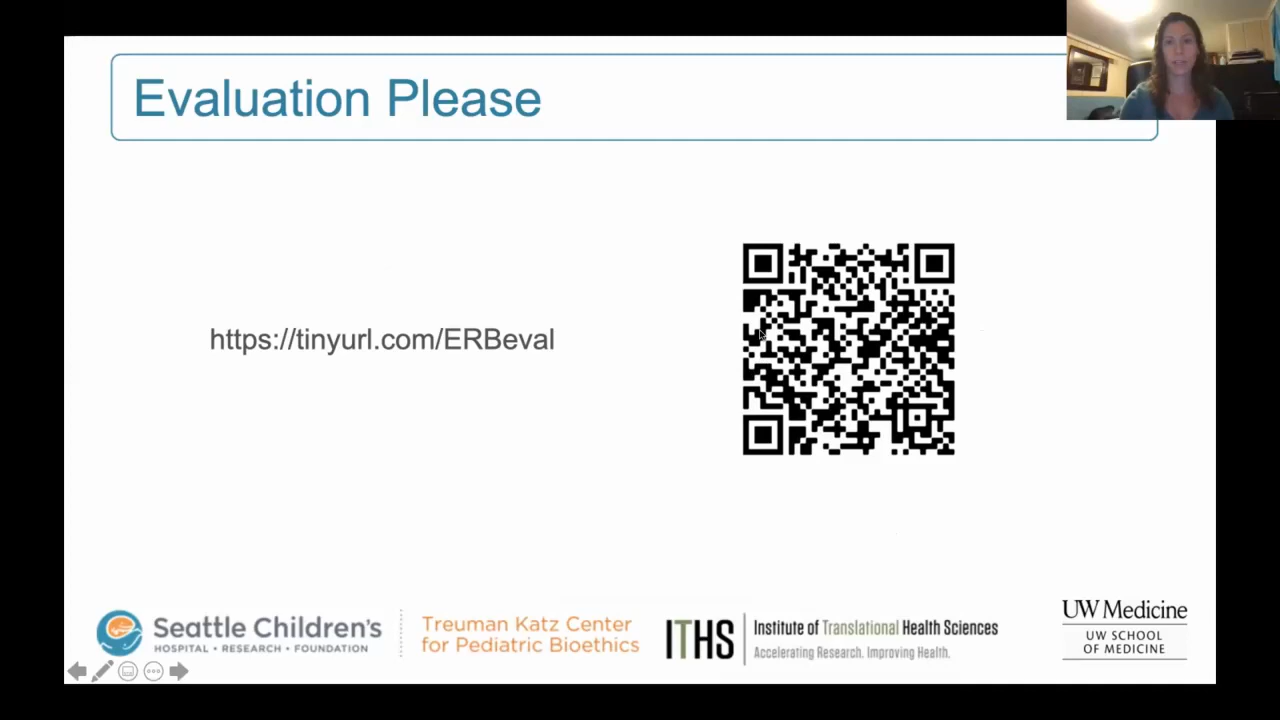 Evaluation Please
https://tinyurl.com/ERBeval
Seattle Children's
HOSPITAL • RESEARCH • FOUNDATION
Treuman Katz Center
for Pediatric Bioethics
ITHS
Institute of Translational Health Sciences
Accelerating Research. Improving Health.
UW Medicine
UW SCHOOL
OF MEDICINE